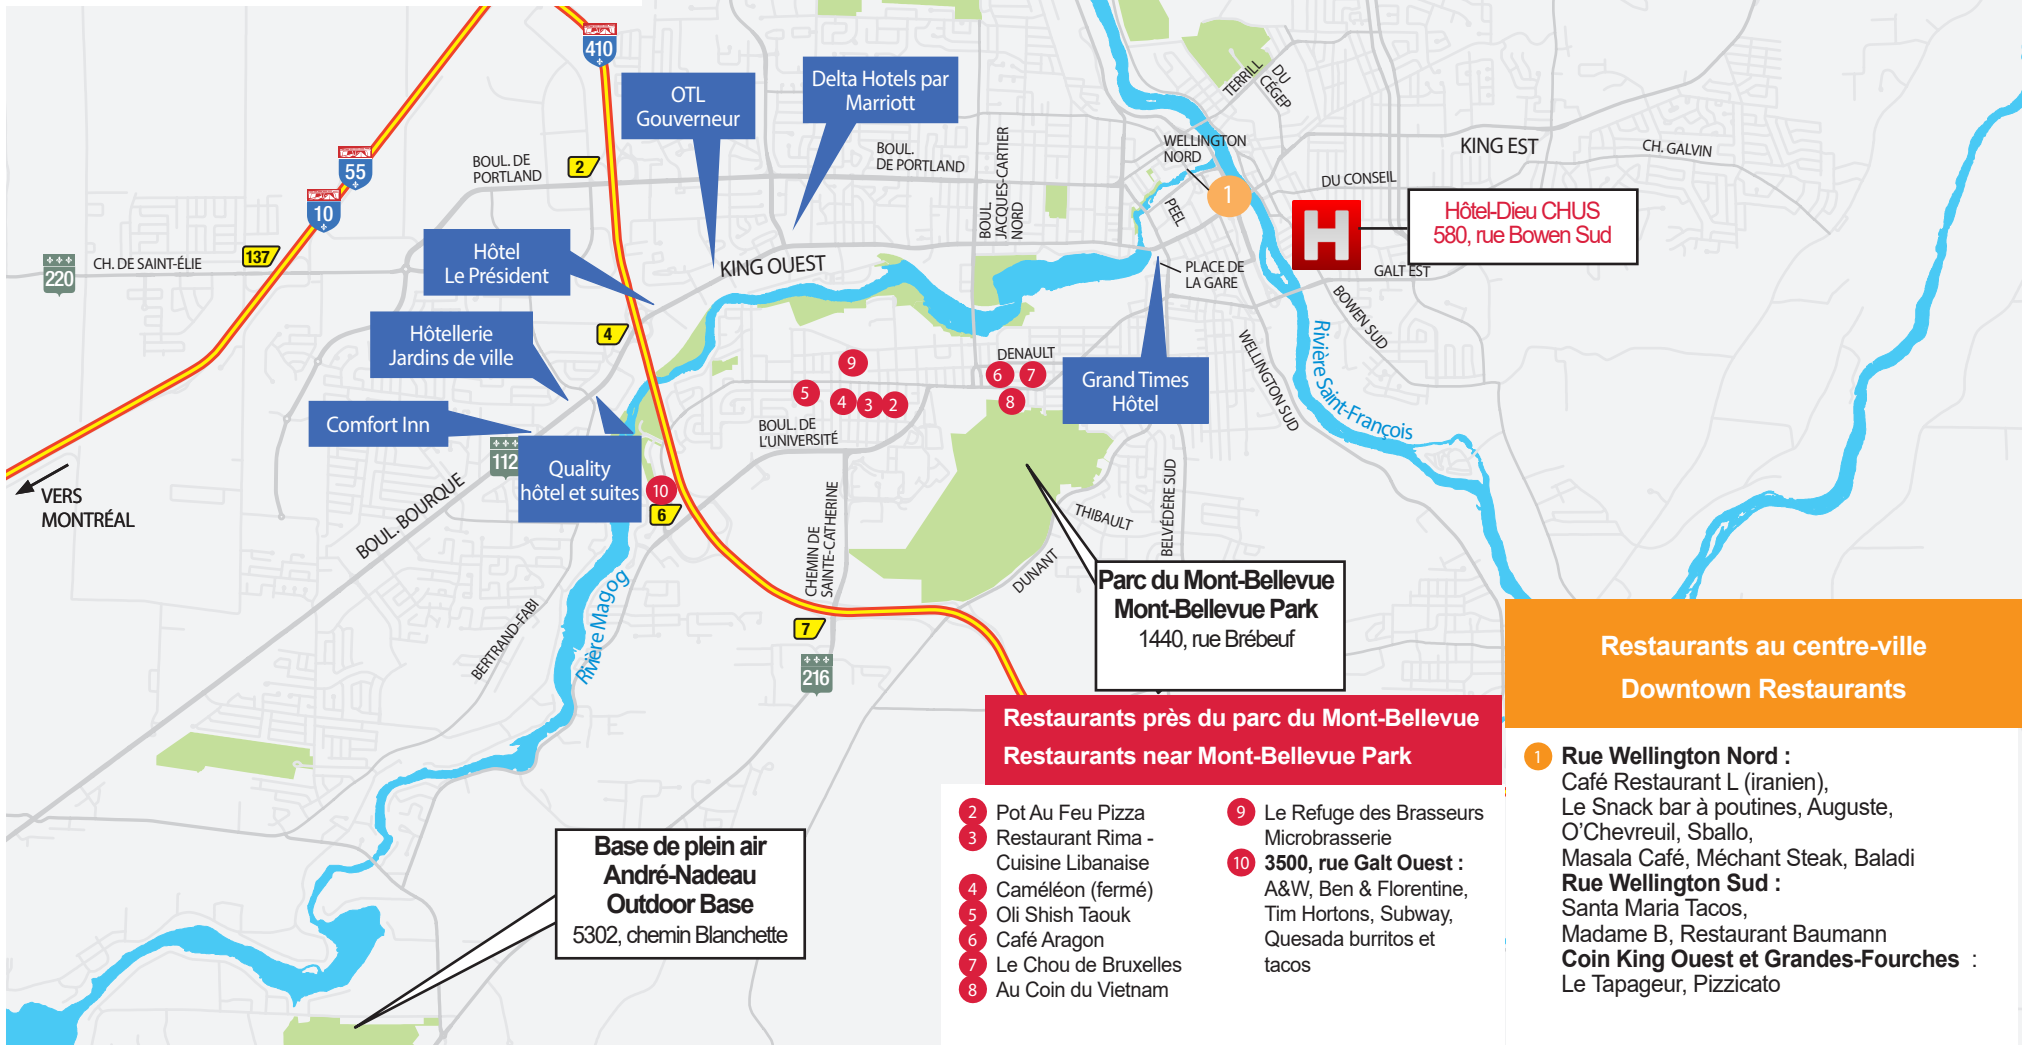 410
55
10
2
137
220
4
112
6
7
216
OTL
Gouverneur
Delta Hotels par
Marriott
Hôtel
Le Président
Hôtellerie
Jardins de ville
Comfort Inn
Quality
hôtel et suites
Grand Times
Hôtel
BOUL. DE
PORTLAND
BOUL.
DE PORTLAND
BOUL.
JACQUES-CARTIER
NORD
TERRILL
DU
CÉGEP
WELLINGTON
NORD
PEEL
KING EST
CH. GALVIN
DU CONSEIL
1
H
Hôtel-Dieu CHUS
580, rue Bowen Sud
GALT EST
BOWEN SUD
PLACE DE
LA GARE
WELLINGTON SUD
Rivière Saint-François
CH. DE SAINT-ÉLIE
KING OUEST
DENAULT
BOUL. DE
L'UNIVERSITÉ
9
5
4
3
2
6
7
8
10
VERS
MONTRÉAL
BOUL. BOURQUE
CHEMIN DE
SAINTE-CATHERINE
BERTRAND-FABI
Rivière Magog
THIBAULT
DUNANT
BELVÉDÈRE SUD
Parc du Mont-Bellevue
Mont-Bellevue Park
1440, rue Brébeuf
Base de plein air
André-Nadeau
Outdoor Base
5302, chemin Blanchette
Restaurants près du parc du Mont-Bellevue
Restaurants near Mont-Bellevue Park
2 Pot Au Feu Pizza
3 Restaurant Rima -
Cuisine Libanaise
4 Caméléon (fermé)
5 Oli Shish Taouk
6 Café Aragon
7 Le Chou de Bruxelles
8 Au Coin du Vietnam
9 Le Refuge des Brasseurs
Microbrasserie
10 3500, rue Galt Ouest :
A&W, Ben & Florentine,
Tim Hortons, Subway,
Quesada burritos et
tacos
Restaurants au centre-ville
Downtown Restaurants
1 Rue Wellington Nord :
Café Restaurant L (iranien),
Le Snack bar à poutines, Auguste,
O'Chevreuil, Sballo,
Masala Café, Méchant Steak, Baladi
Rue Wellington Sud :
Santa Maria Tacos,
Madame B, Restaurant Baumann
Coin King Ouest et Grandes-Fourches :
Le Tapageur, Pizzicato